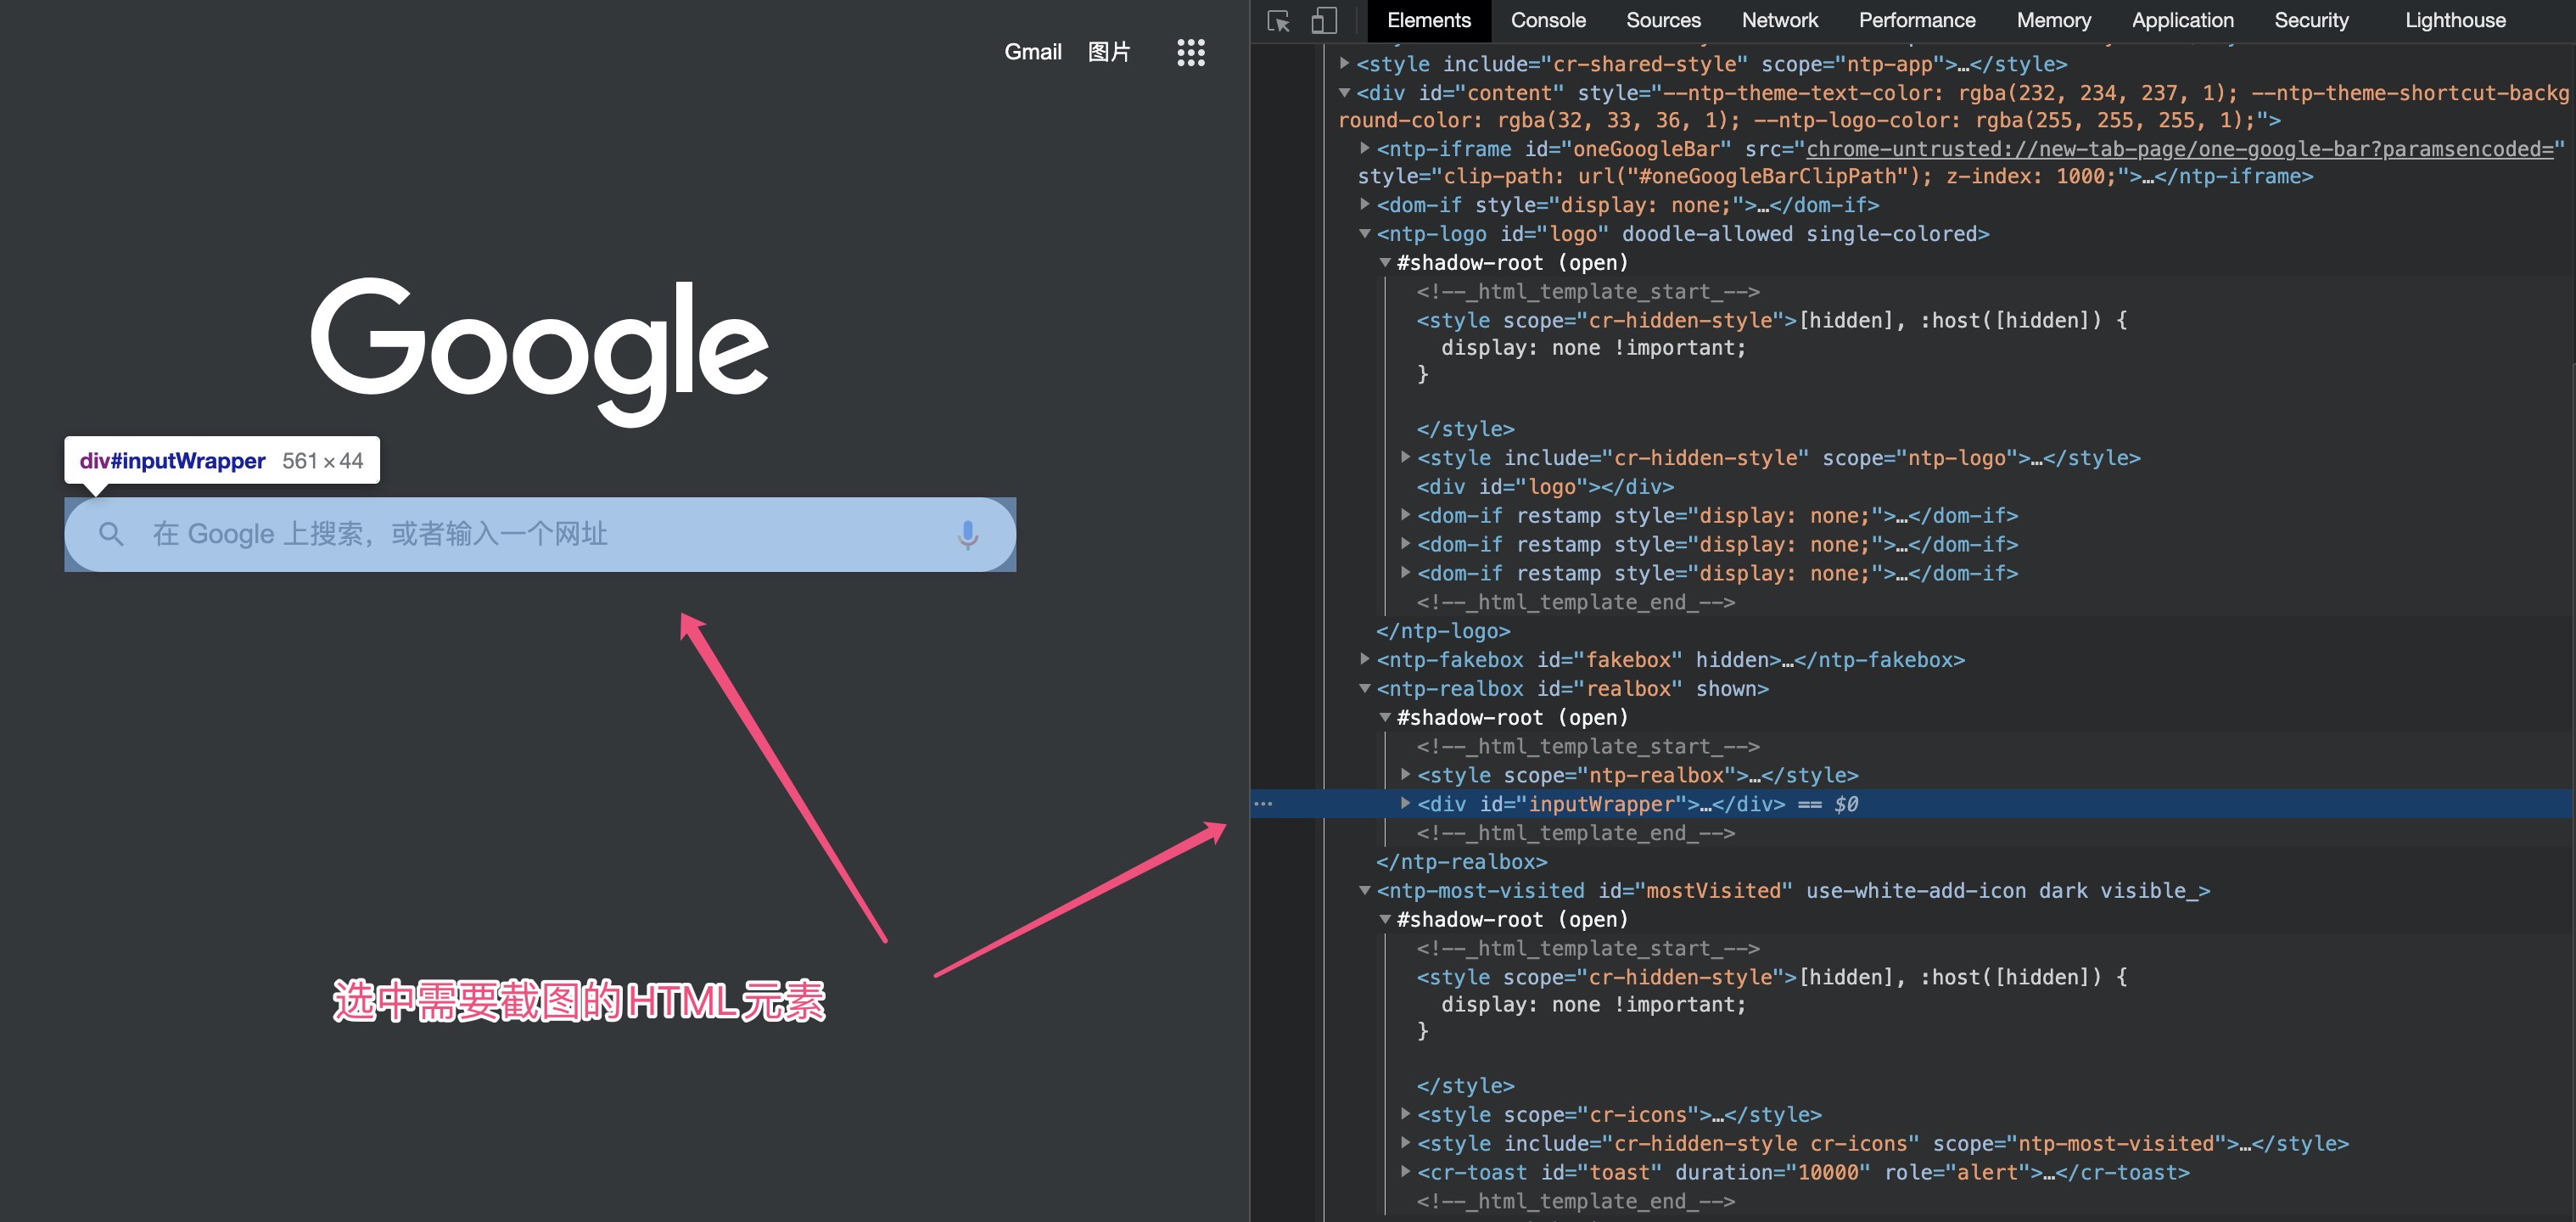 Gmail 图片
Google
div#inputWrapper 561 × 44
在 Google 上搜索，或者输入一个网址
选中需要截图的HTML元素
Elements Console Sources Network Performance Memory Application Security Lighthouse
<style include="cr-shared-style" scope="ntp-app">…</style>
<div id="content" style="--ntp-theme-text-color: rgba(232, 234, 237, 1); --ntp-theme-shortcut-backg
round-color: rgba(32, 33, 36, 1); --ntp-logo-color: rgba(255, 255, 255, 1);">
<ntp-iframe id="oneGoogleBar" src="chrome-untrusted://new-tab-page/one-google-bar?paramsencoded="
style="clip-path: url("#oneGoogleBarClipPath"); z-index: 1000;">…</ntp-iframe>
<dom-if style="display: none;">…</dom-if>
<ntp-logo id="logo" doodle-allowed single-colored>
#shadow-root (open)
<!--_html_template_start_-->
<style scope="cr-hidden-style">[hidden], :host([hidden]) {
display: none !important;
}
</style>
<style include="cr-hidden-style" scope="ntp-logo">…</style>
<div id="logo"></div>
<dom-if restamp style="display: none;">…</dom-if>
<dom-if restamp style="display: none;">…</dom-if>
<dom-if restamp style="display: none;">…</dom-if>
<!--_html_template_end_-->
</ntp-logo>
<ntp-fakebox id="fakebox" hidden>…</ntp-fakebox>
<ntp-realbox id="realbox" shown>
#shadow-root (open)
<!--_html_template_start_-->
<style scope="ntp-realbox">…</style>
<div id="inputWrapper">…</div> == $0
<!--_html_template_end_-->
</ntp-realbox>
<ntp-most-visited id="mostVisited" use-white-add-icon dark visible_>
#shadow-root (open)
<!--_html_template_start_-->
<style scope="cr-hidden-style">[hidden], :host([hidden]) {
display: none !important;
}
</style>
<style scope="cr-icons">…</style>
<style include="cr-hidden-style cr-icons" scope="ntp-most-visited">…</style>
<cr-toast id="toast" duration="10000" role="alert">…</cr-toast>
<!--_html_template_end_-->